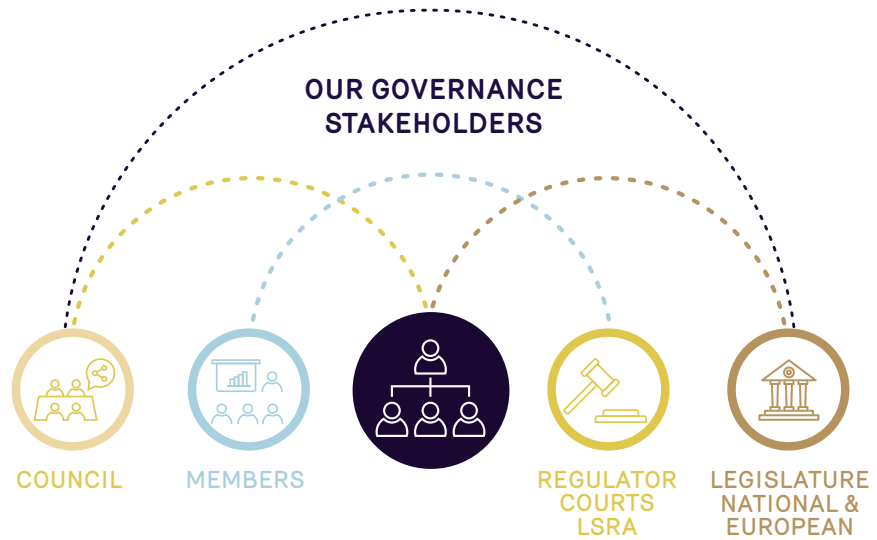 OUR GOVERNANCE
STAKEHOLDERS
COUNCIL
MEMBERS
REGULATOR
COURTS
LSRA
LEGISLATURE
NATIONAL &
EUROPEAN